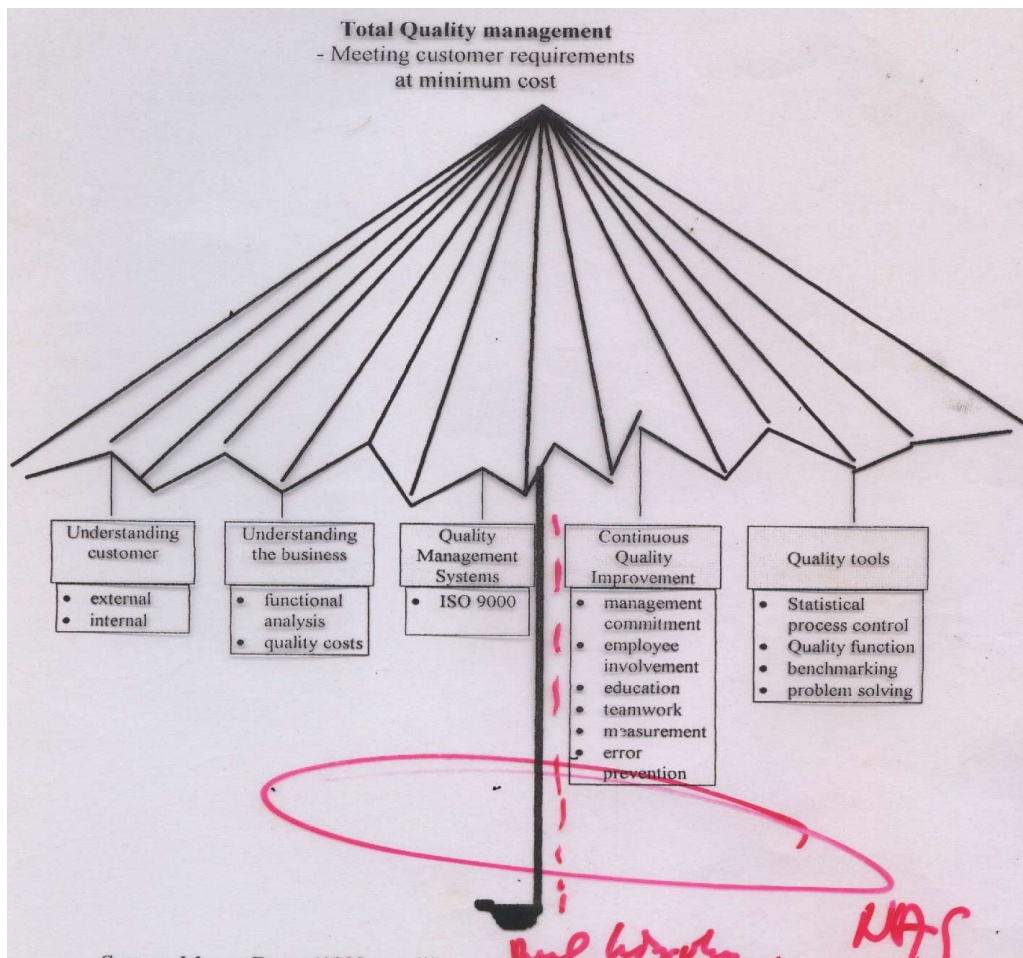 Total Quality management
- Meeting customer requirements
at minimum cost
Understanding
customer
• external
• internal
Understanding
the business
• functional
analysis
• quality costs
Quality
Management
Systems
• ISO 9000
Continuous
Quality
Improvement
• management
commitment
• employee
involvement
• education
• teamwork
• measurement
• error
prevention
Quality tools
• Statistical
process control
• Quality function
• benchmarking
• problem solving